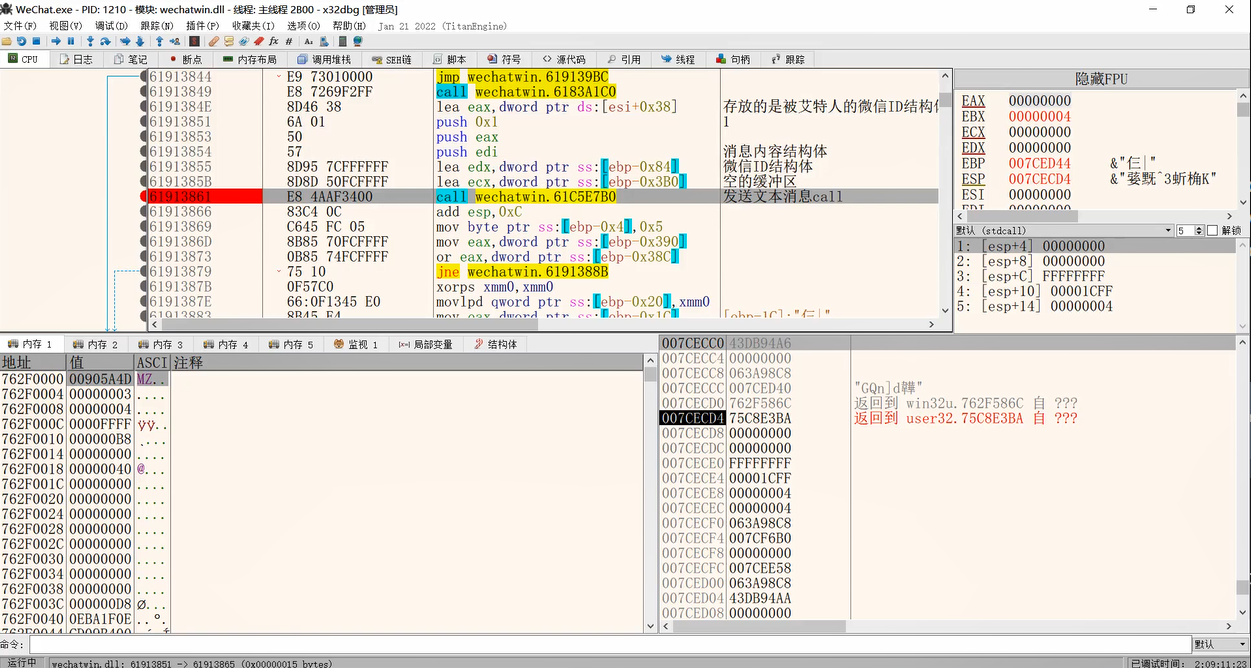 WeChat.exe - PID: 1210 - 模块: wechatwin.dll - 线程: 主线程 2B00 - x32dbg [管理员]
文件(F) 视图(V) 调试(D) 跟踪(N) 插件(P) 收藏夹(I) 选项(O) 帮助(H) Jan 21 2022 (TitanEngine)
CPU 日志 笔记 断点 内存布局 调用堆栈 SEH链 脚本 符号 源代码 引用 线程 句柄 跟踪
61913844 E9 73010000 jmp wechatwin.619139BC
61913849 E8 7269F2FF call wechatwin.6183A1C0
6191384E 8D46 38 lea eax,dword ptr ds:[esi+0x38] 存放的是被艾特人的微信ID结构
61913851 6A 01 push 0x1 1
61913853 50 push eax
61913854 57 push edi 消息内容结构体
61913855 8D95 7CFFFFFF lea edx,dword ptr ss:[ebp-0x84] 微信ID结构体
6191385B 8D8D 50FCFFFF lea ecx,dword ptr ss:[ebp-0x3B0] 空的缓冲区
61913861 E8 4AAF3400 call wechatwin.61C5E7B0 发送文本消息call
61913866 83C4 0C add esp,0xC
61913869 C645 FC 05 mov byte ptr ss:[ebp-0x4],0x5
6191386D 8B85 70FCFFFF mov eax,dword ptr ss:[ebp-0x390]
61913873 0B85 74FCFFFF or eax,dword ptr ss:[ebp-0x38C]
61913879 75 10 jne wechatwin.6191388B
6191387B 0F57C0 xorps xmm0,xmm0
6191387E 66:0F1345 E0 movlpd qword ptr ss:[ebp-0x20],xmm0
61913883 8B45 E4 mov eax,dword ptr ss:[ebp-0x1C] [ebp-1C]:"仨|"
隐藏FPU
EAX 00000000
EBX 00000004
ECX 00000000
EDX 00000000
EBP 007CED44 &"仨|"
ESP 007CECD4
ESI 00000000
EDI
默认 (stdcall) 5 解锁
1: [esp+4] 00000000
2: [esp+8] 00000000
3: [esp+C] FFFFFFFF
4: [esp+10] 00001CFF
5: [esp+14] 00000004
内存 1 内存 2 内存 3 内存 4 内存 5 监视 1 局部变量 结构体
地址 值 ASCI 注释
762F0000 00905A4D MZ..
762F0004 00000003 ....
762F0008 00000004 ....
762F000C 0000FFFF ÿÿ..
762F0010 000000B8 ¸...
762F0014 00000000 ....
762F0018 00000040 @...
762F001C 00000000 ....
762F0020 00000000 ....
762F0024 00000000 ....
762F0028 00000000 ....
762F002C 00000000 ....
762F0030 00000000 ....
762F0034 00000000 ....
762F0038 00000000 ....
762F003C 000000D8 Ø...
762F0040 0EBA1F0E ..º.
762F0044 CD09B400
007CECC0 43DB94A6
007CECC4 00000000
007CECC8 063A98C8
007CECCC 007CED40
007CECD0 762F586C 返回到 win32u.762F586C 自 ???
007CECD4 75C8E3BA 返回到 user32.75C8E3BA 自 ???
007CECD8 00000000
007CECDC 00000000
007CECE0 FFFFFFFF
007CECE4 00001CFF
007CECE8 00000004
007CECEC 00000004
007CECF0 063A98C8
007CECF4 007CF6B0
007CECF8 00000000
007CECFC 007CEE58
007CED00 063A98C8
007CED04 43DB94AA
007CED08 00000000
命令: 默认
运行中 wechatwin.dll: 61913851 -> 61913865 (0x00000015 bytes) 已调试时间: 2:09:11:28